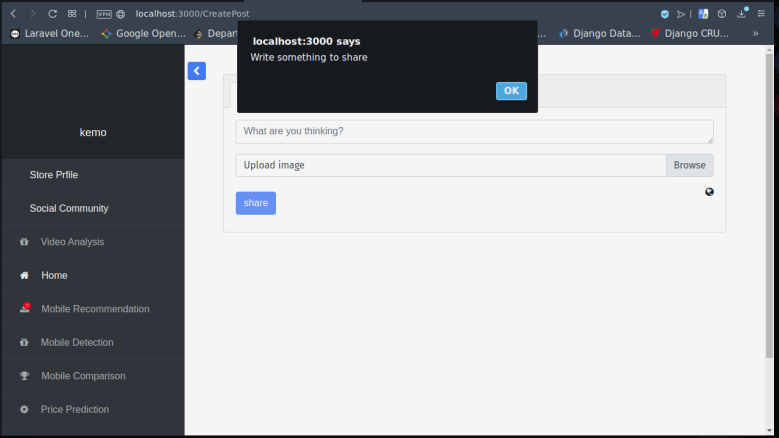 VPN localhost:3000/CreatePost
Laravel One... Google Open... Depart ... Django Data... Django CRU... »
localhost:3000 says
Write something to share
OK
kemo
What are you thinking?
Upload image Browse
share
Store Prfile
Social Community
Video Analysis
Home
Mobile Recommendation
Mobile Detection
Mobile Comparison
Price Prediction